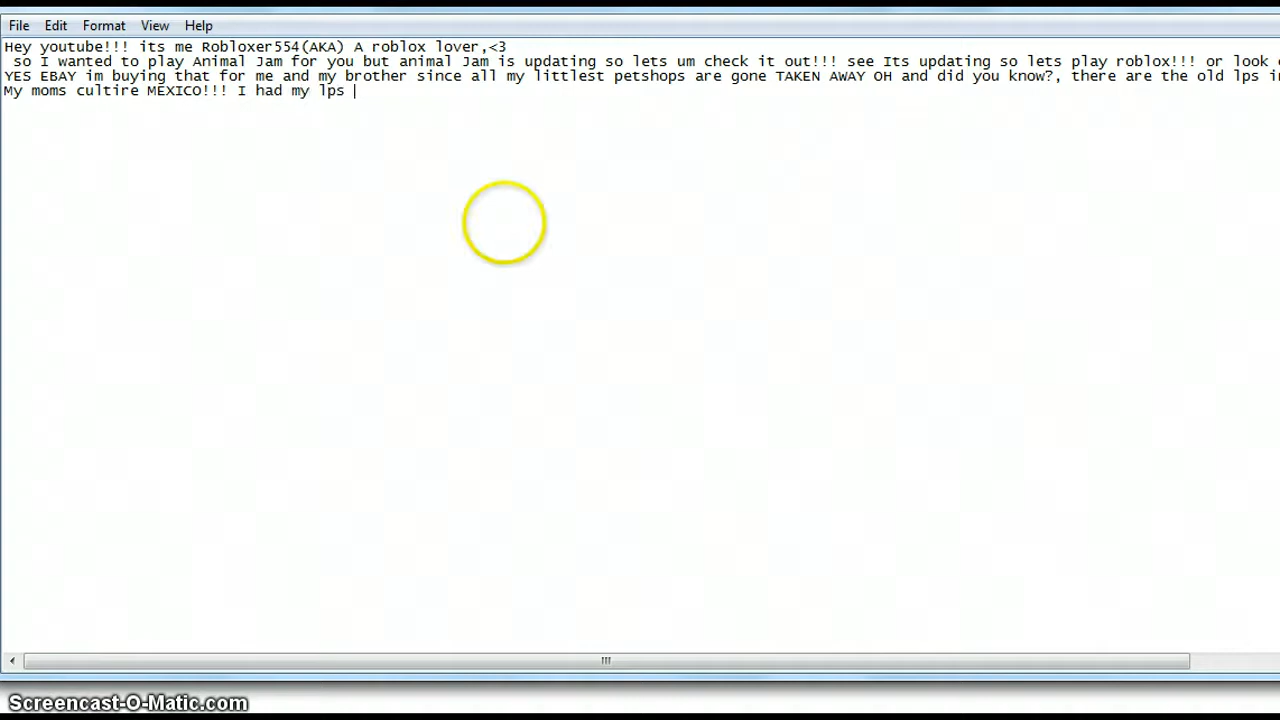 File Edit Format View Help
Hey youtube!!! its me Robloxer554(AKA) A roblox lover,<3
so I wanted to play Animal Jam for you but animal Jam is updating so lets um check it out!!! see Its updating so lets play roblox!!! or look
YES EBAY im buying that for me and my brother since all my littlest petshops are gone TAKEN AWAY OH and did you know?, there are the old lps i
My moms cultire MEXICO!!! I had my lps
Screencast-O-Matic.com